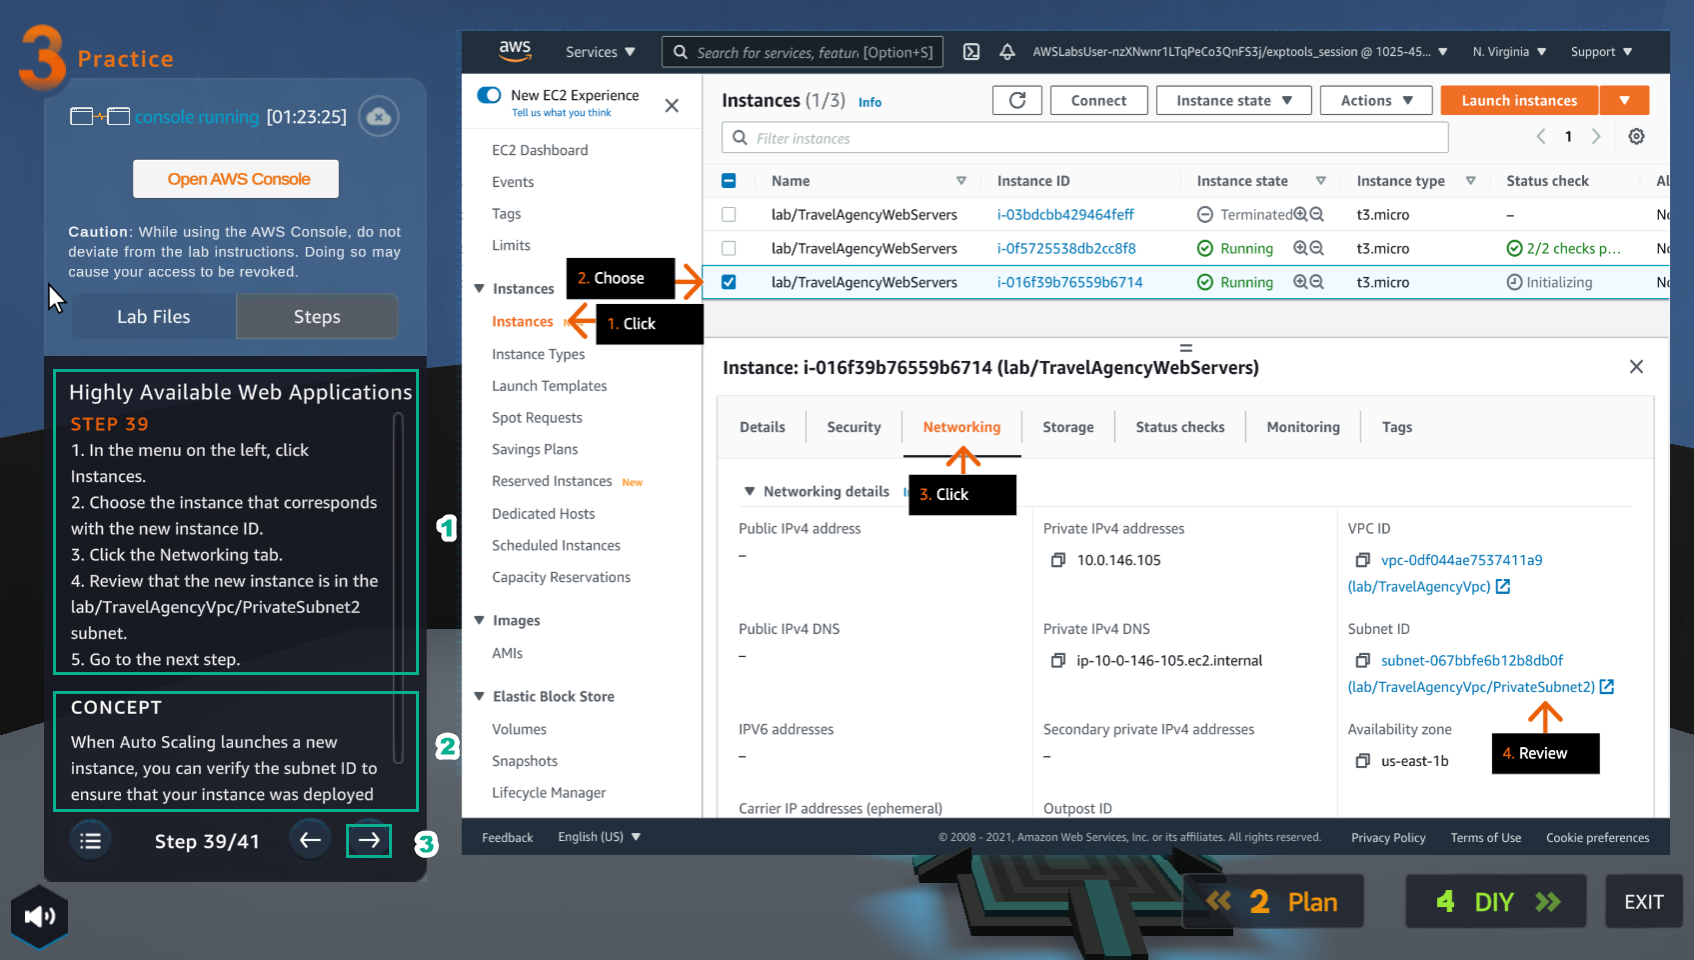 3 Practice
console running [01:23:25]
Open AWS Console
Caution: While using the AWS Console, do not
deviate from the lab instructions. Doing so may
cause your access to be revoked.
Lab Files
Steps
Highly Available Web Applications
STEP 39
1. In the menu on the left, click
Instances.
2. Choose the instance that corresponds
with the new instance ID.
3. Click the Networking tab.
4. Review that the new instance is in the
lab/TravelAgencyVpc/PrivateSubnet2
subnet.
5. Go to the next step.
1
CONCEPT
When Auto Scaling launches a new
instance, you can verify the subnet ID to
ensure that your instance was deployed
2
Step 39/41
3
aws
Services
Search for services, featur [Option+S]
AWSLabsUser-nzXNwnr1LTqPeCo3QnFS3j/exptools_session @ 1025-45...
N. Virginia
Support
New EC2 Experience
Tell us what you think
EC2 Dashboard
Events
Tags
Limits
Instances
Instances
Instance Types
Launch Templates
Spot Requests
Savings Plans
Reserved Instances New
Dedicated Hosts
Scheduled Instances
Capacity Reservations
Images
AMIs
Elastic Block Store
Volumes
Snapshots
Lifecycle Manager
2. Choose
1. Click
Instances (1/3) Info
Connect
Instance state
Actions
Launch instances
Filter instances
1
Name Instance ID Instance state Instance type Status check Al
lab/TravelAgencyWebServers i-03bdcbb429464feff Terminated t3.micro – No
lab/TravelAgencyWebServers i-0f5725538db2cc8f8 Running t3.micro 2/2 checks p... No
lab/TravelAgencyWebServers i-016f39b76559b6714 Running t3.micro Initializing No
Instance: i-016f39b76559b6714 (lab/TravelAgencyWebServers)
Details Security Networking Storage Status checks Monitoring Tags
3. Click
Networking details
Public IPv4 address
–
Private IPv4 addresses
10.0.146.105
VPC ID
vpc-0df044ae7537411a9
(lab/TravelAgencyVpc)
Public IPv4 DNS
–
Private IPv4 DNS
ip-10-0-146-105.ec2.internal
Subnet ID
subnet-067bbfe6b12b8db0f
(lab/TravelAgencyVpc/PrivateSubnet2)
IPV6 addresses
–
Secondary private IPv4 addresses
–
Availability zone
us-east-1b
4. Review
Carrier IP addresses (ephemeral)
Outpost ID
Feedback English (US) © 2008 - 2021, Amazon Web Services, Inc. or its affiliates. All rights reserved. Privacy Policy Terms of Use Cookie preferences
2 Plan
4 DIY
EXIT